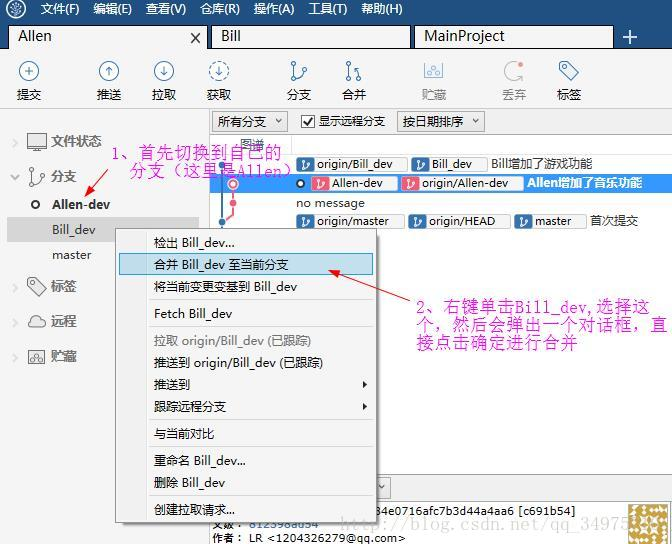 文件(F) 编辑(E) 查看(V) 仓库(R) 操作(A) 工具(T) 帮助(H)
Allen Bill MainProject
提交 推送 拉取 获取 分支 合并 贮藏 丢弃 标签
所有分支 显示远程分支 按日期排序
文件状态
图谱
1、首先切换到自己的
分支（这里是Allen）
分支
origin/Bill_dev Bill_dev Bill增加了游戏功能
Allen-dev origin/Allen-dev Allen增加了音乐功能
Allen-dev
no message
Bill_dev
origin/master origin/HEAD master 首次提交
master
标签
远程
贮藏
检出 Bill_dev...
合并 Bill_dev 至当前分支
将当前变更变基到 Bill_dev
Fetch Bill_dev
拉取 origin/Bill_dev (已跟踪)
推送到 origin/Bill_dev (已跟踪)
推送到
跟踪远程分支
与当前对比
重命名 Bill_dev...
删除 Bill_dev
创建拉取请求...
2、右键单击Bill_dev,选择这
个，然后会弹出一个对话框，直
接点击确定进行合并
34e0716afc7b3d44a4aa6 [c691b54]
作者： LR <1204326279@qq.com>